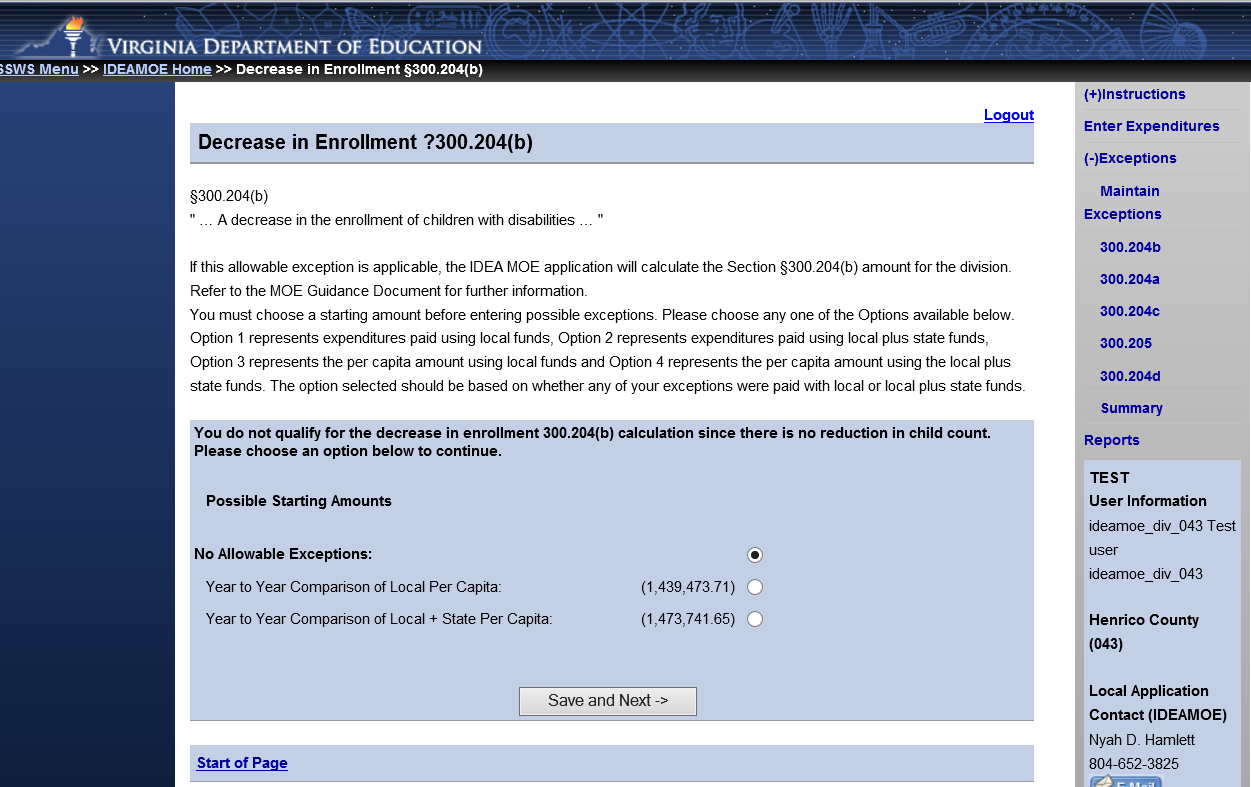 VIRGINIA DEPARTMENT OF EDUCATION
SSWS Menu >> IDEAMOE Home >> Decrease in Enrollment §300.204(b)
Logout
Decrease in Enrollment ?300.204(b)
§300.204(b)
" ... A decrease in the enrollment of children with disabilities ... "
If this allowable exception is applicable, the IDEA MOE application will calculate the Section §300.204(b) amount for the division.
Refer to the MOE Guidance Document for further information.
You must choose a starting amount before entering possible exceptions. Please choose any one of the Options available below.
Option 1 represents expenditures paid using local funds, Option 2 represents expenditures paid using local plus state funds,
Option 3 represents the per capita amount using local funds and Option 4 represents the per capita amount using the local plus
state funds. The option selected should be based on whether any of your exceptions were paid with local or local plus state funds.
You do not qualify for the decrease in enrollment 300.204(b) calculation since there is no reduction in child count.
Please choose an option below to continue.
Possible Starting Amounts
No Allowable Exceptions:
Year to Year Comparison of Local Per Capita: (1,439,473.71)
Year to Year Comparison of Local + State Per Capita: (1,473,741.65)
Save and Next ->
Start of Page
(+)Instructions
Enter Expenditures
(-)Exceptions
Maintain
Exceptions
300.204b
300.204a
300.204c
300.205
300.204d
Summary
Reports
TEST
User Information
ideamoe_div_043 Test
user
ideamoe_div_043
Henrico County
(043)
Local Application
Contact (IDEAMOE)
Nyah D. Hamlett
804-652-3825
E-Mail